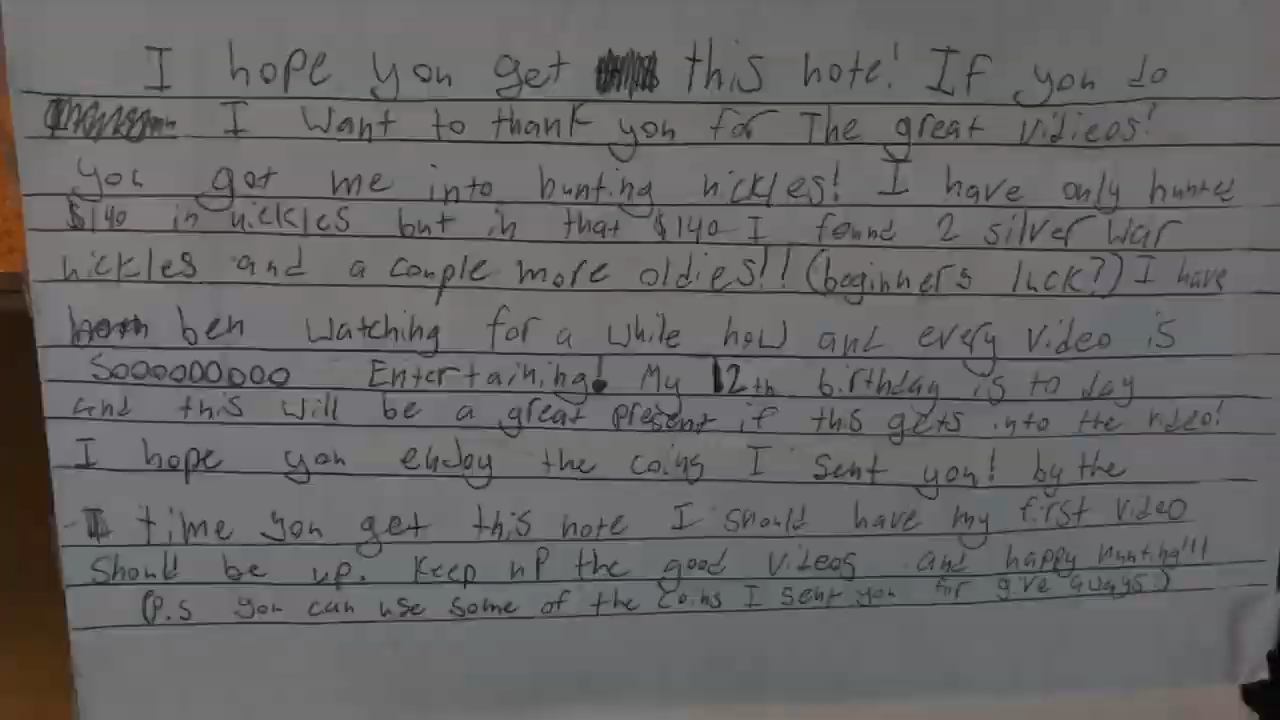 I hope you get this note! If you do
I want to thank you for The great vidieos!
you got me into hunting nickles! I have only hunted
$140 in nickles but in that $140 I found 2 silver war
nickles and a couple more oldies!! (beginners luck?) I have
ben watching for a while now and every video is
Sooooooooo Entertaining! My 12th birthday is to day
and this will be a great present if this gets into the video!
I hope you enjoy the coins I sent you! by the
time you get this note I should have my first video
Should be up. Keep up the good videos and happy hunting!!!
(P.S you can use some of the coins I sent you for give aways.)